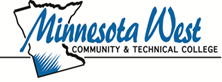 Minnesota West
COMMUNITY & TECHNICAL COLLEGE